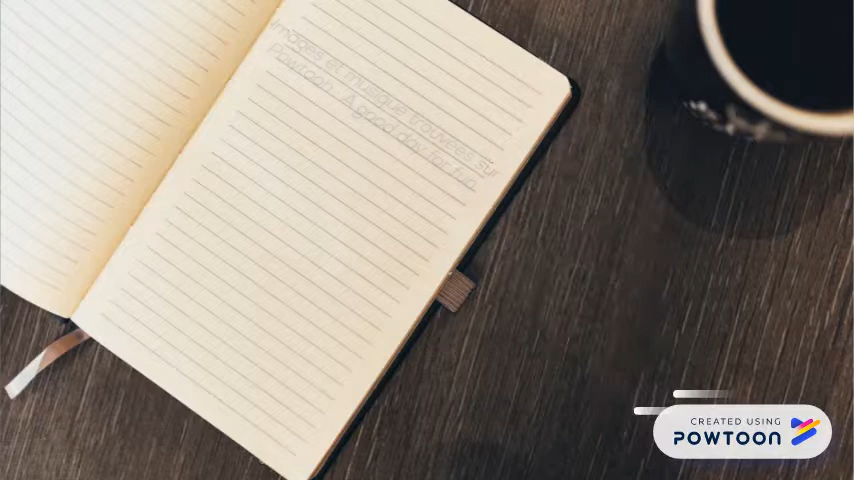 images et musique trouvées sur
Powtoon. A good day for fun
CREATED USING
POWTOON